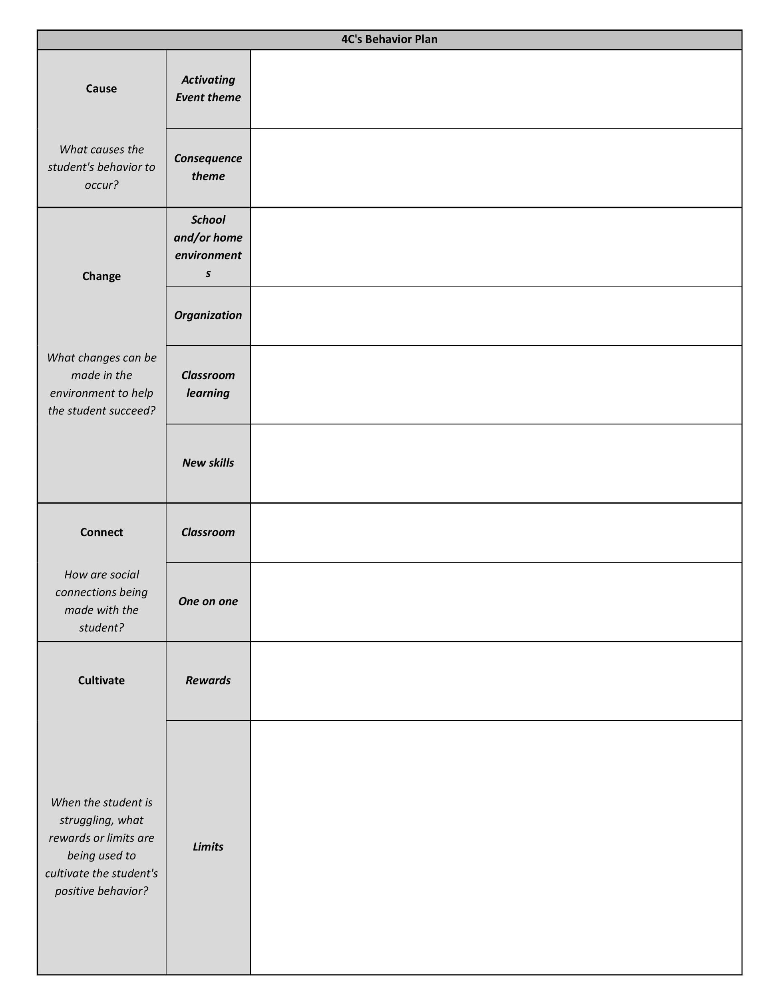 4C's Behavior Plan
Cause
Activating
Event theme
What causes the
student's behavior to
occur?
Consequence
theme
Change
School
and/or home
environment
s
Organization
What changes can be
made in the
environment to help
the student succeed?
Classroom
learning
New skills
Connect
Classroom
How are social
connections being
made with the
student?
One on one
Cultivate
Rewards
When the student is
struggling, what
rewards or limits are
being used to
cultivate the student's
positive behavior?
Limits